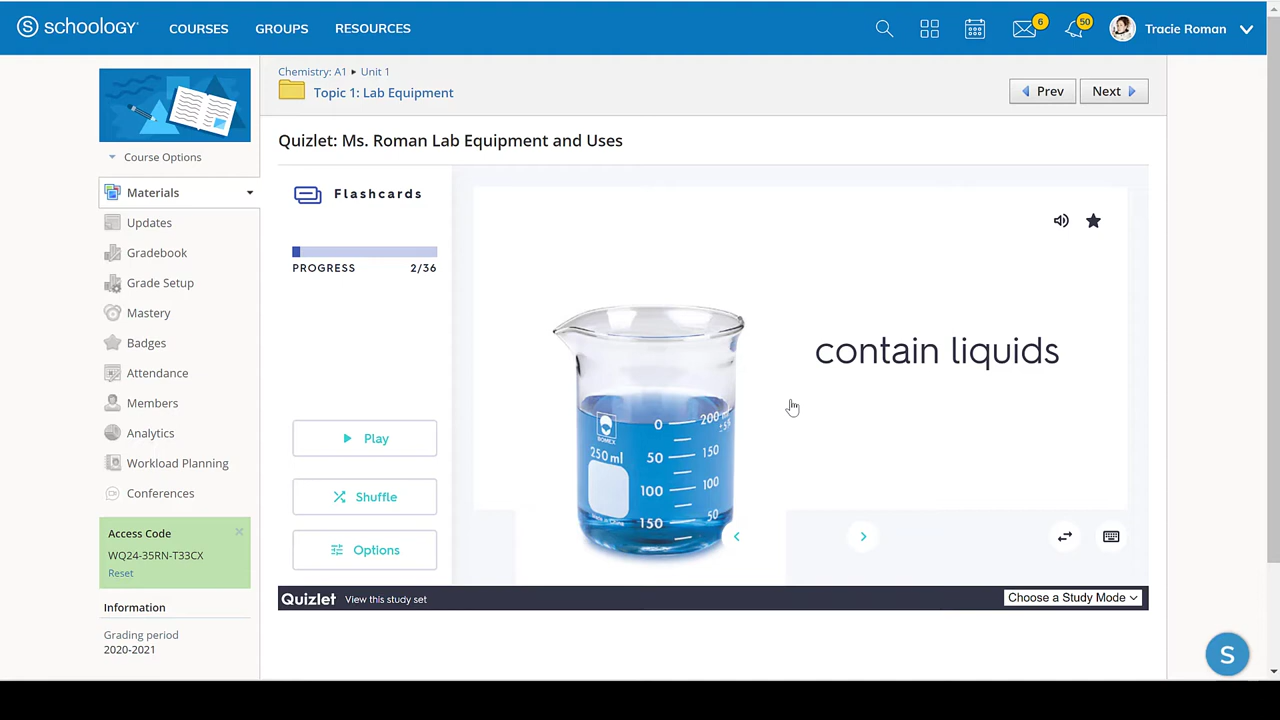 schoology
COURSES
GROUPS
RESOURCES
6
50
Tracie Roman
Course Options
Materials
Updates
Gradebook
Grade Setup
Mastery
Badges
Attendance
Members
Analytics
Workload Planning
Conferences
Access Code
WQ24-35RN-T33CX
Reset
Information
Grading period
2020-2021
Chemistry: A1 ▸ Unit 1
Topic 1: Lab Equipment
Prev
Next
Quizlet: Ms. Roman Lab Equipment and Uses
Flashcards
PROGRESS 2/36
Play
Shuffle
Options
contain liquids
BOMEX
250 ml
0 200 ml
50 150
100 100
150 50
Quizlet View this study set
Choose a Study Mode
S